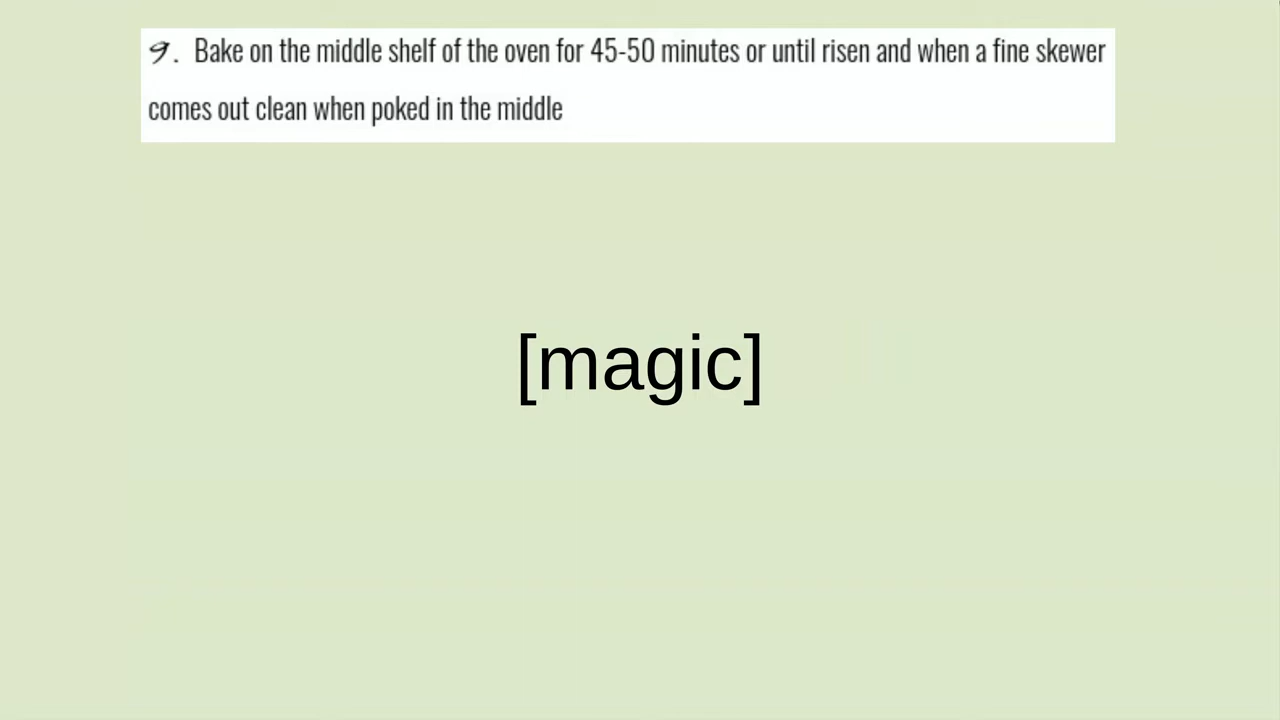 9. Bake on the middle shelf of the oven for 45-50 minutes or until risen and when a fine skewer
comes out clean when poked in the middle
[magic]